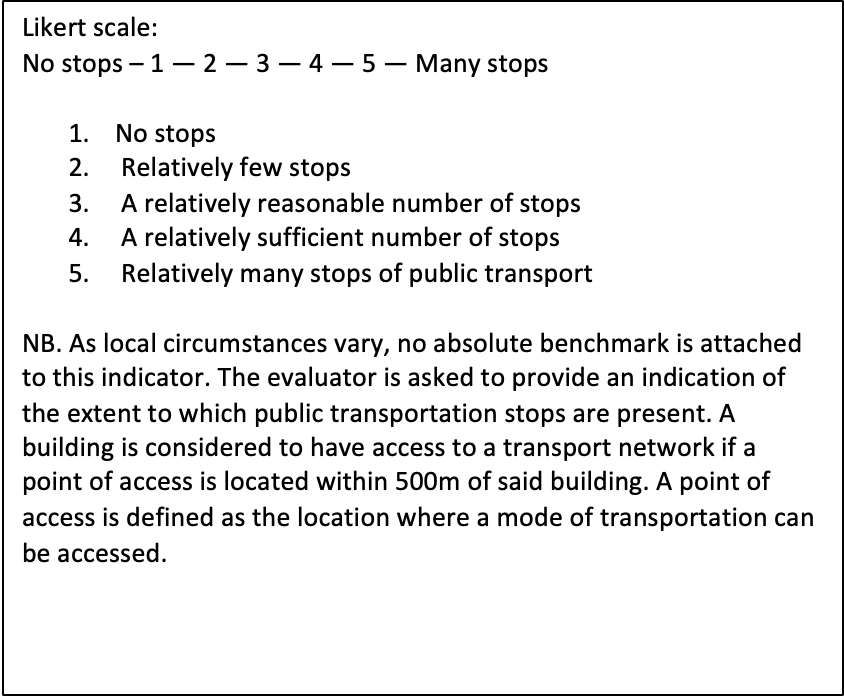 Likert scale:
No stops – 1 — 2 — 3 — 4 — 5 — Many stops
1. No stops
2. Relatively few stops
3. A relatively reasonable number of stops
4. A relatively sufficient number of stops
5. Relatively many stops of public transport
NB. As local circumstances vary, no absolute benchmark is attached
to this indicator. The evaluator is asked to provide an indication of
the extent to which public transportation stops are present. A
building is considered to have access to a transport network if a
point of access is located within 500m of said building. A point of
access is defined as the location where a mode of transportation can
be accessed.